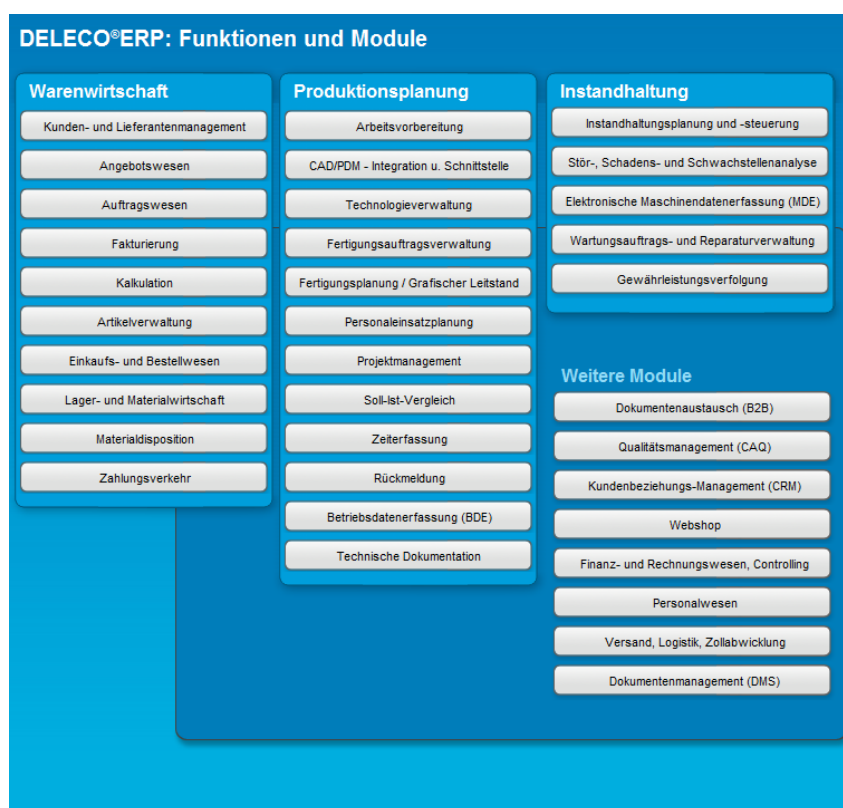 DELECO®ERP: Funktionen und Module
Warenwirtschaft
Kunden- und Lieferantenmanagement
Angebotswesen
Auftragswesen
Fakturierung
Kalkulation
Artikelverwaltung
Einkaufs- und Bestellwesen
Lager- und Materialwirtschaft
Materialdisposition
Zahlungsverkehr
Produktionsplanung
Arbeitsvorbereitung
CAD/PDM - Integration u. Schnittstelle
Technologieverwaltung
Fertigungsauftragsverwaltung
Fertigungsplanung / Grafischer Leitstand
Personaleinsatzplanung
Projektmanagement
Soll-Ist-Vergleich
Zeiterfassung
Rückmeldung
Betriebsdatenerfassung (BDE)
Technische Dokumentation
Instandhaltung
Instandhaltungsplanung und -steuerung
Stör-, Schadens- und Schwachstellenanalyse
Elektronische Maschinendatenerfassung (MDE)
Wartungsauftrags- und Reparaturverwaltung
Gewährleistungsverfolgung
Weitere Module
Dokumentenaustausch (B2B)
Qualitätsmanagement (CAQ)
Kundenbeziehungs-Management (CRM)
Webshop
Finanz- und Rechnungswesen, Controlling
Personalwesen
Versand, Logistik, Zollabwicklung
Dokumentenmanagement (DMS)